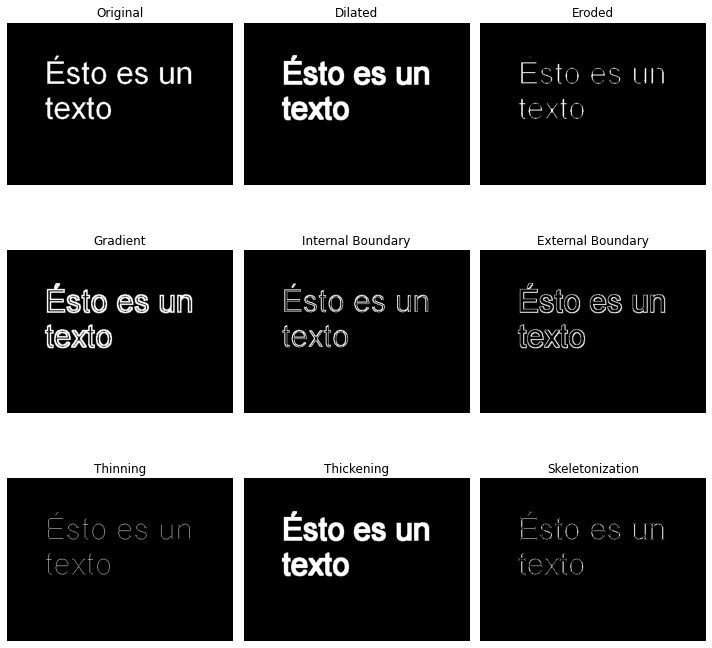 Original
Ésto es un
texto
Dilated
Ésto es un
texto
Eroded
Ésto es un
texto
Gradient
Ésto es un
texto
Internal Boundary
Ésto es un
texto
External Boundary
Ésto es un
texto
Thinning
Ésto es un
texto
Thickening
Ésto es un
texto
Skeletonization
Ésto es un
texto